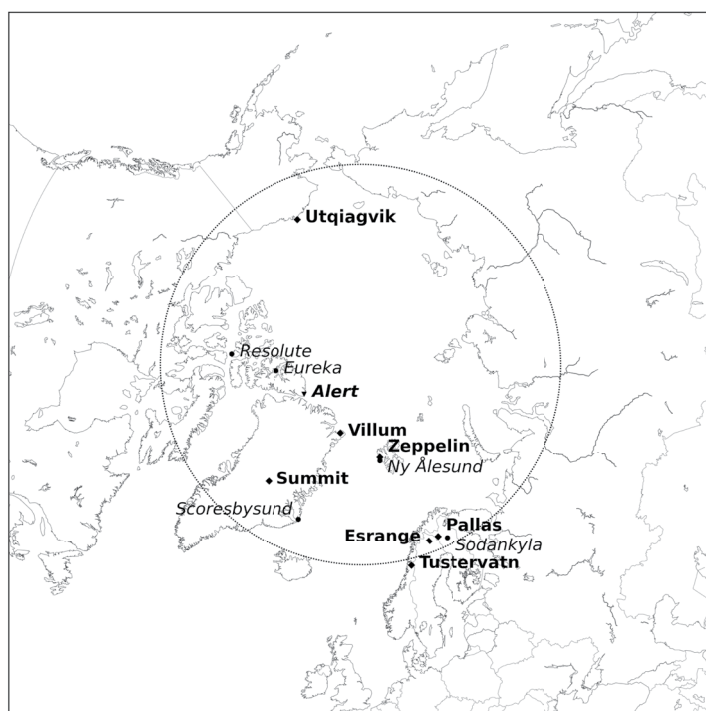 Utqiagvik
Resolute
Eureka
Alert
Villum
Zeppelin
Ny Ålesund
Summit
Scoresbysund
Pallas
Esrange
Sodankyla
Tustervatn